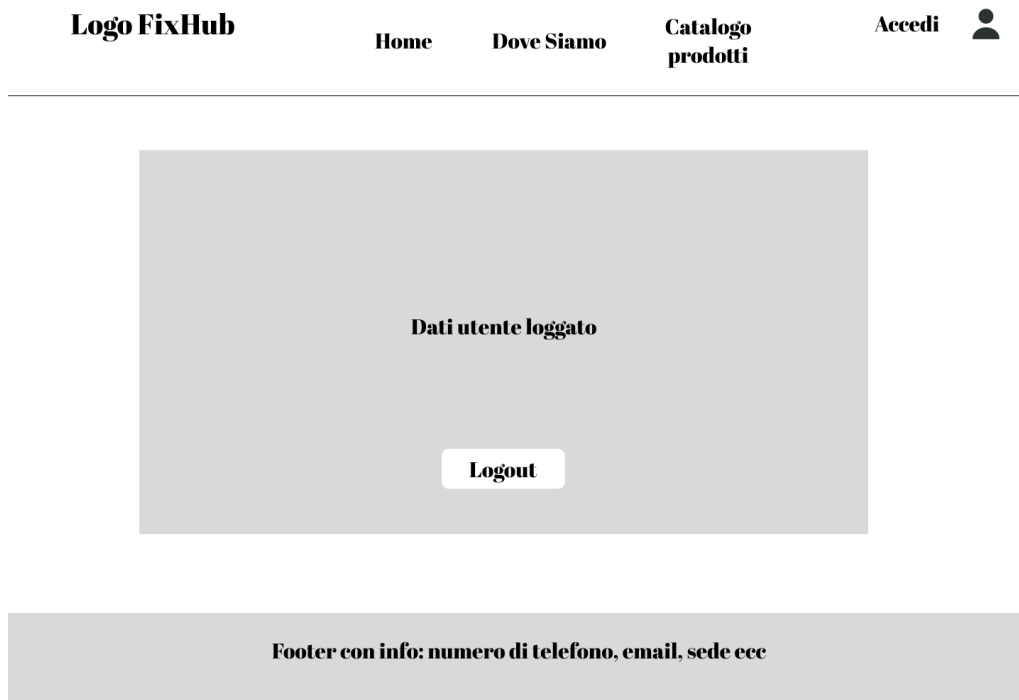 Logo FixHub
Home
Dove Siamo
Catalogo
prodotti
Accedi
Dati utente loggato
Logout
Footer con info: numero di telefono, email, sede ecc